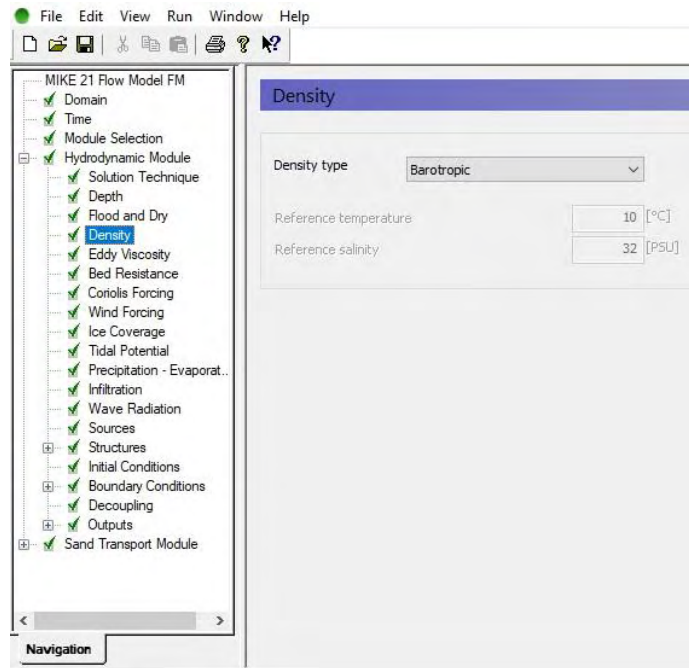 File Edit View Run Window Help
MIKE 21 Flow Model FM
Domain
Time
Module Selection
Hydrodynamic Module
Solution Technique
Depth
Flood and Dry
Density
Eddy Viscosity
Bed Resistance
Coriolis Forcing
Wind Forcing
Ice Coverage
Tidal Potential
Precipitation - Evaporat..
Infiltration
Wave Radiation
Sources
Structures
Initial Conditions
Boundary Conditions
Decoupling
Outputs
Sand Transport Module
Navigation
Density
Density type Barotropic
Reference temperature 10 [°C]
Reference salinity 32 [PSU]